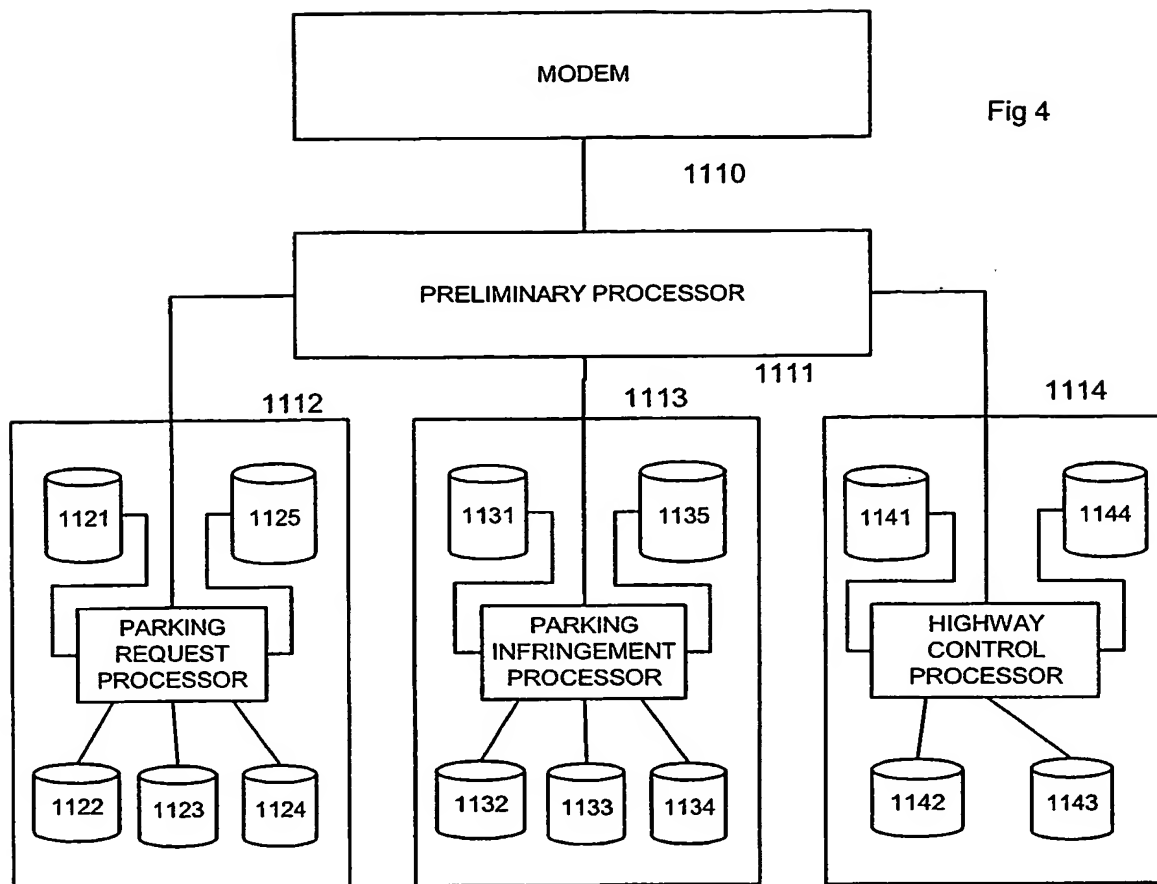 MODEM
Fig 4
1110
PRELIMINARY PROCESSOR
1111
1112
1113
1114
1121
1125
1131
1135
1141
1144
PARKING
REQUEST
PROCESSOR
PARKING
INFRINGEMENT
PROCESSOR
HIGHWAY
CONTROL
PROCESSOR
1122
1123
1124
1132
1133
1134
1142
1143